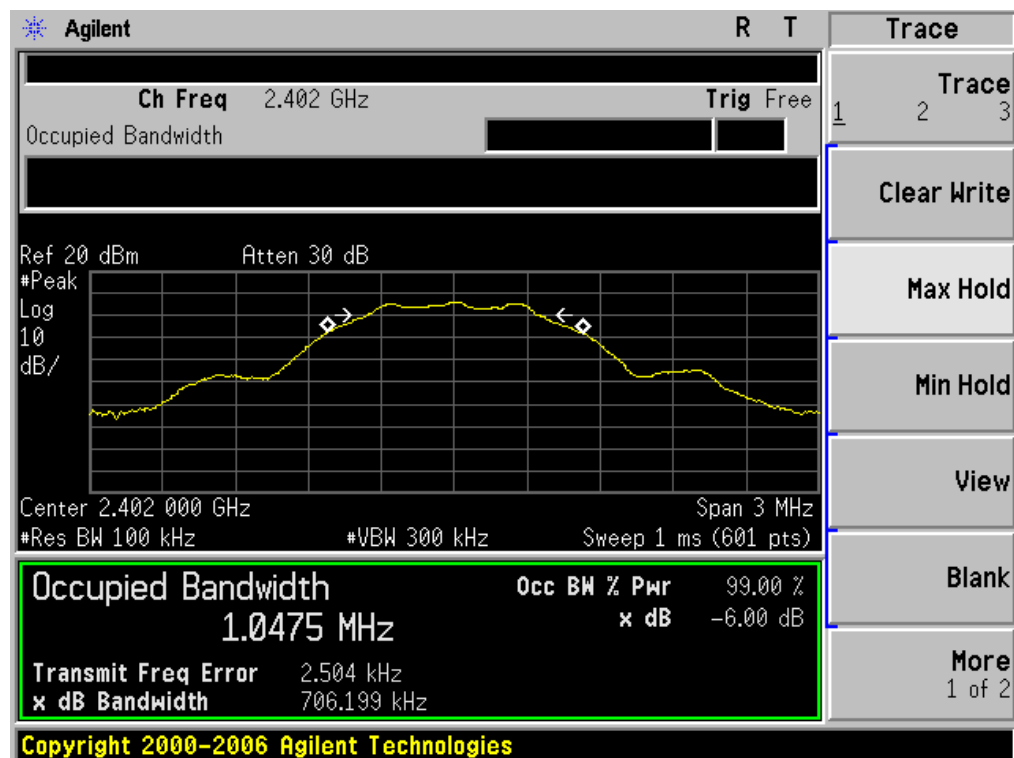 Agilent R T Trace
Ch Freq 2.402 GHz Trig Free
Occupied Bandwidth
Trace
1 2 3
Clear Write
Max Hold
Min Hold
View
Blank
More
1 of 2
Ref 20 dBm Atten 30 dB
#Peak
Log
10
dB/
Center 2.402 000 GHz Span 3 MHz
#Res BW 100 kHz #VBW 300 kHz Sweep 1 ms (601 pts)
Occupied Bandwidth Occ BW % Pwr 99.00 %
1.0475 MHz x dB -6.00 dB
Transmit Freq Error 2.504 kHz
x dB Bandwidth 706.199 kHz
Copyright 2000-2006 Agilent Technologies